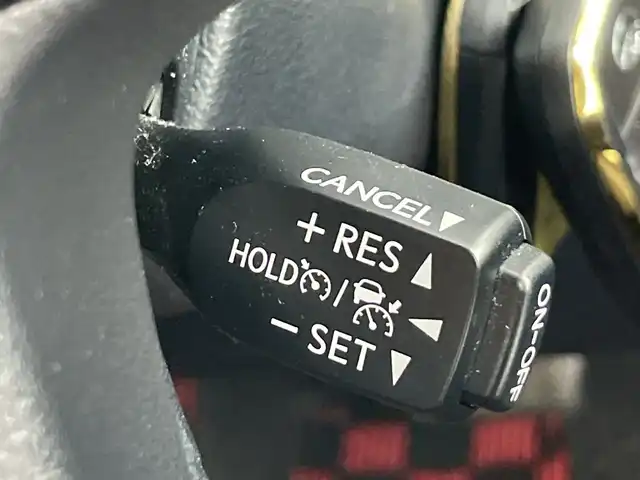 CANCEL▼
+ RES ▲
HOLD / ◀
− SET ▼
ON-OFF